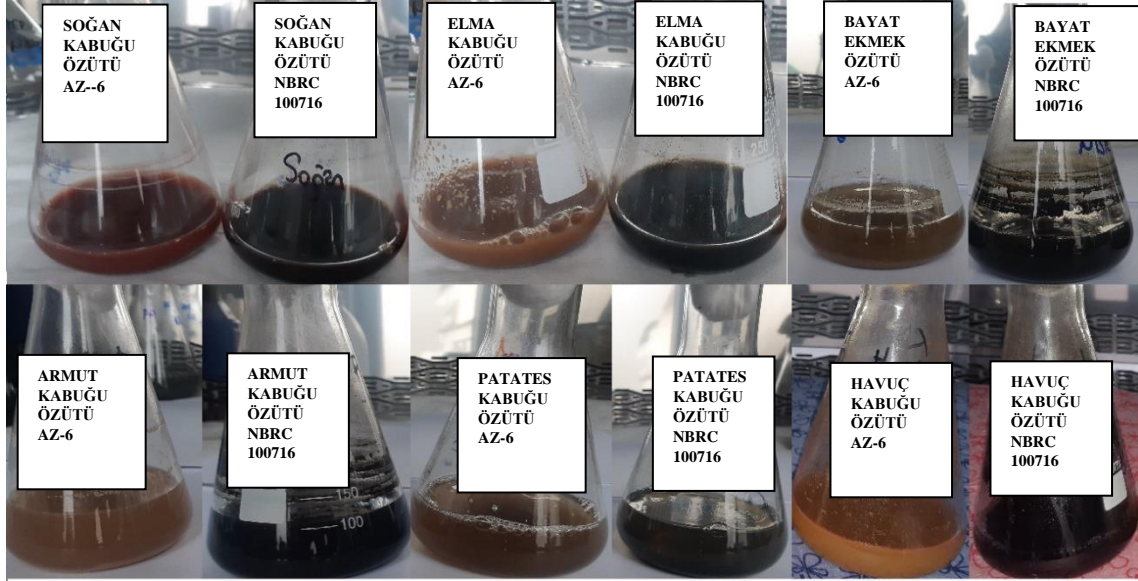 SOĞAN
KABUĞU
ÖZÜTÜ
AZ--6
SOĞAN
KABUĞU
ÖZÜTÜ
NBRC
100716
ELMA
KABUĞU
ÖZÜTÜ
AZ-6
ELMA
KABUĞU
ÖZÜTÜ
NBRC
100716
BAYAT
EKMEK
ÖZÜTÜ
AZ-6
BAYAT
EKMEK
ÖZÜTÜ
NBRC
100716
Soğan
250
ARMUT
KABUĞU
ÖZÜTÜ
AZ-6
ARMUT
KABUĞU
ÖZÜTÜ
NBRC
100716
150
100
PATATES
KABUĞU
ÖZÜTÜ
AZ-6
PATATES
KABUĞU
ÖZÜTÜ
NBRC
100716
HAVUÇ
KABUĞU
ÖZÜTÜ
AZ-6
HAVUÇ
KABUĞU
ÖZÜTÜ
NBRC
100716